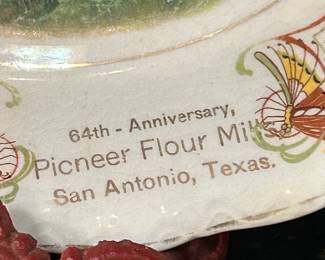 64th - Anniversary,
Pioneer Flour Mills
San Antonio, Texas.